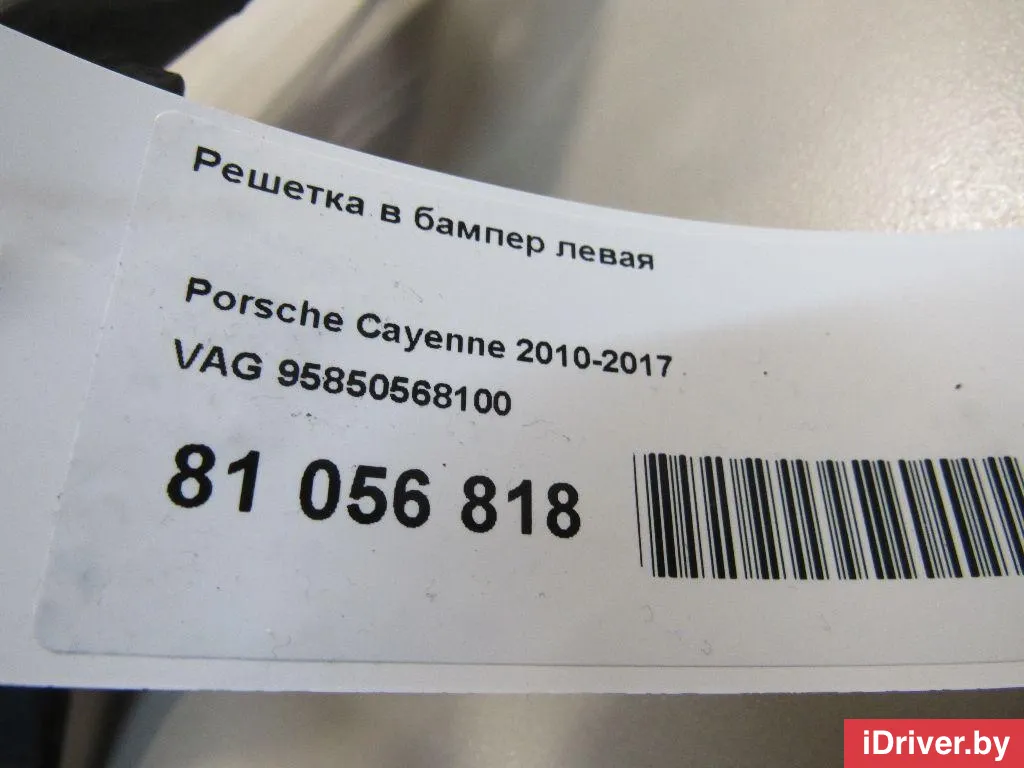 Решетка в бампер левая
Porsche Cayenne 2010-2017
VAG 95850568100
81 056 818
iDriver.by